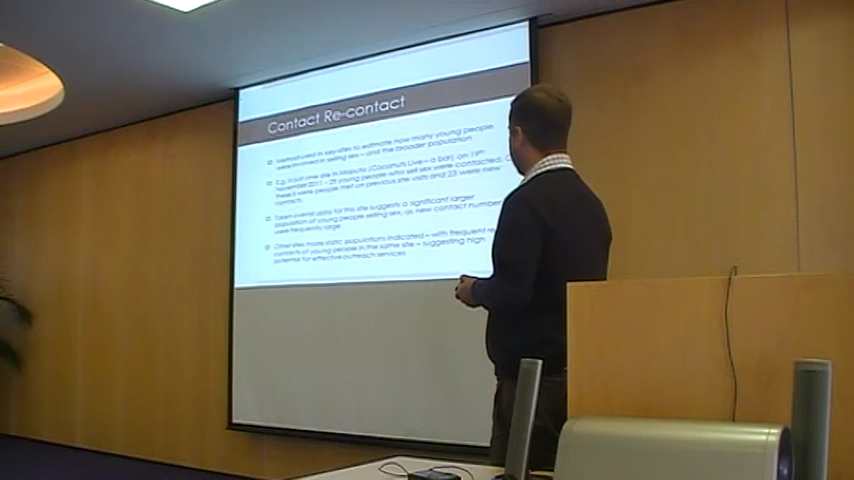 Contact Re-contact
Method used in key sites to estimate how many young people
were involved in selling sex – and the broader population
E.g. in just one site in Maputo (Coconuts Live – a bar) on 19th
November 2011 – 25 young people who sell sex were contacted.
these 2 were people met on previous site visits and 23 were new
contacts.
Taken overall data for this site suggests a significant larger
population of young people selling sex, as new contact number
were frequently large
Other sites more static populations indicated – with frequent re
contacts of young people in the same site – suggesting high
potential for effective outreach services